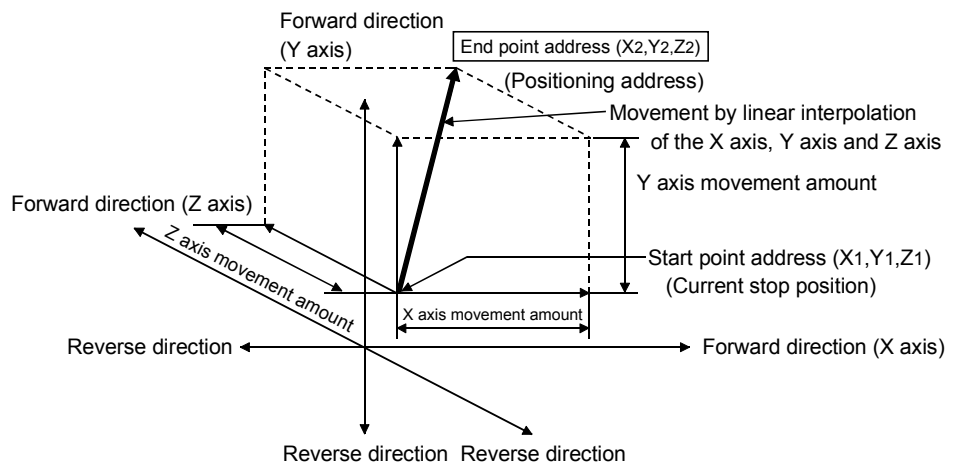 Forward direction
(Y axis)
End point address (X2,Y2,Z2)
(Positioning address)
Movement by linear interpolation
of the X axis, Y axis and Z axis
Y axis movement amount
Forward direction (Z axis)
Z axis movement amount
Start point address (X1,Y1,Z1)
(Current stop position)
X axis movement amount
Reverse direction
Forward direction (X axis)
Reverse direction
Reverse direction